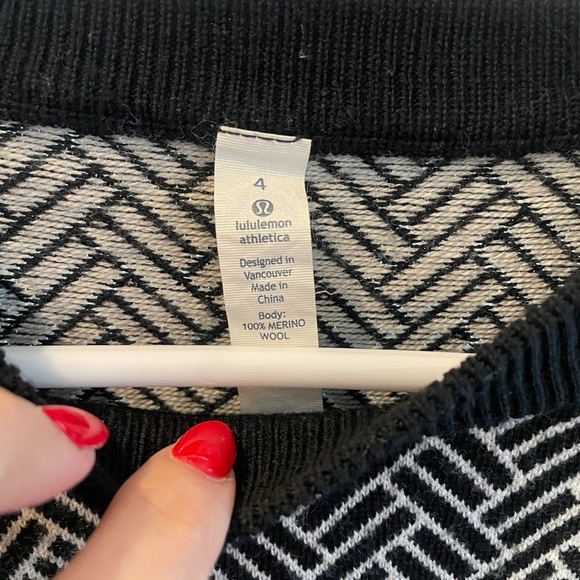 4
lululemon
athletica
Designed in
Vancouver
Made in
China
Body:
100% MERINO
WOOL